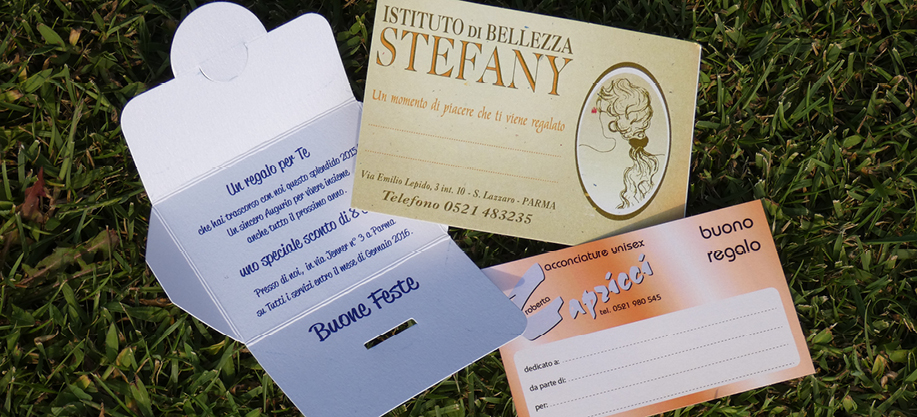 Un regalo per Te
che hai trascorso con noi questo splendido 2015
Un sincero Augurio per vivere insieme
anche tutto il prossimo anno.
uno speciale sconto di 8
Presso di noi, in via Jenner n° 3 a Parma
su Tutti i servizi entro il mese di Gennaio 2016.
Buone Feste
ISTITUTO DI BELLEZZA
STEFANY
Un momento di piacere che ti viene regalato
Via Emilio Lepido, 3 int. 10 - S. Lazzaro - PARMA
Telefono 0521 483235
acconciature unisex
roberta
Capricci
tel. 0521 980 545
buono
regalo
dedicato a:
da parte di:
per: